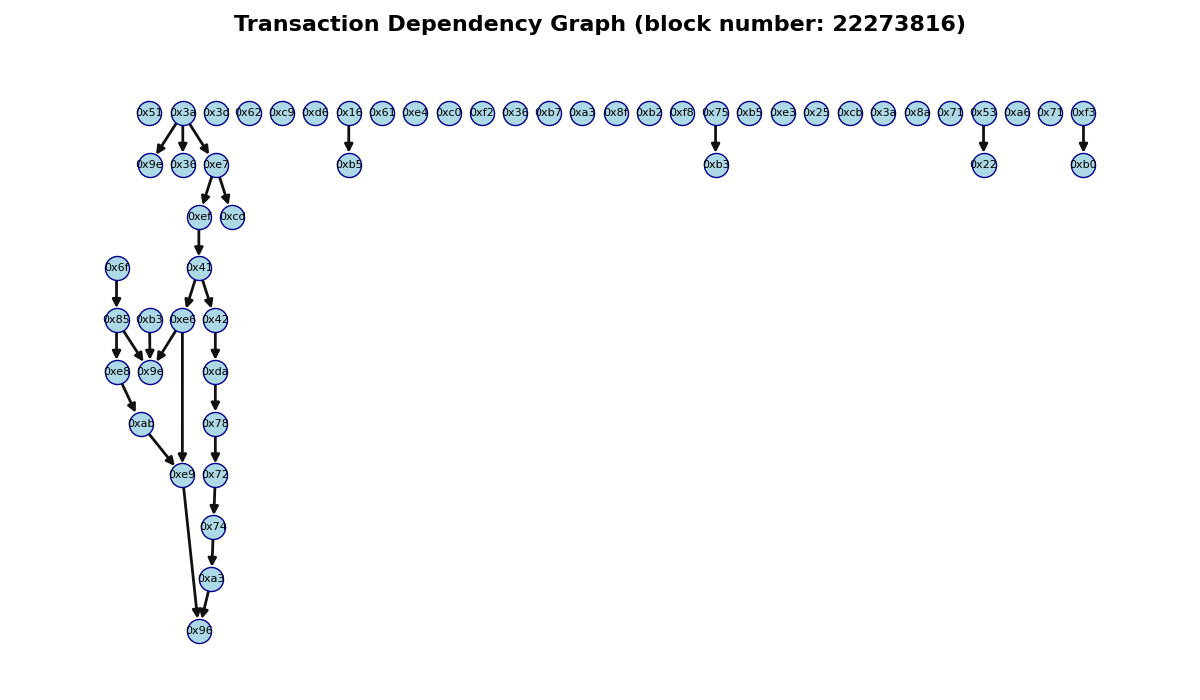 Transaction Dependency Graph (block number: 22273816)
0x51 0x3a 0x3d 0x62 0xc9 0xd6 0x16 0x61 0xe4 0xc0 0xf2 0x36 0xb7 0xa3 0x8f 0xb2 0xf8 0x75 0xb5 0xe3 0x25 0xcb 0x3a 0x8a 0x71 0x53 0xa6 0x71 0xf3
0x9e 0x36 0xe7 0xb5 0xb3 0x22 0xb0
0xef 0xcd
0x6f 0x41
0x85 0xb3 0xe6 0x42
0xe8 0x9e 0xda
0xab 0x78
0xe9 0x72
0x74
0xa3
0x96